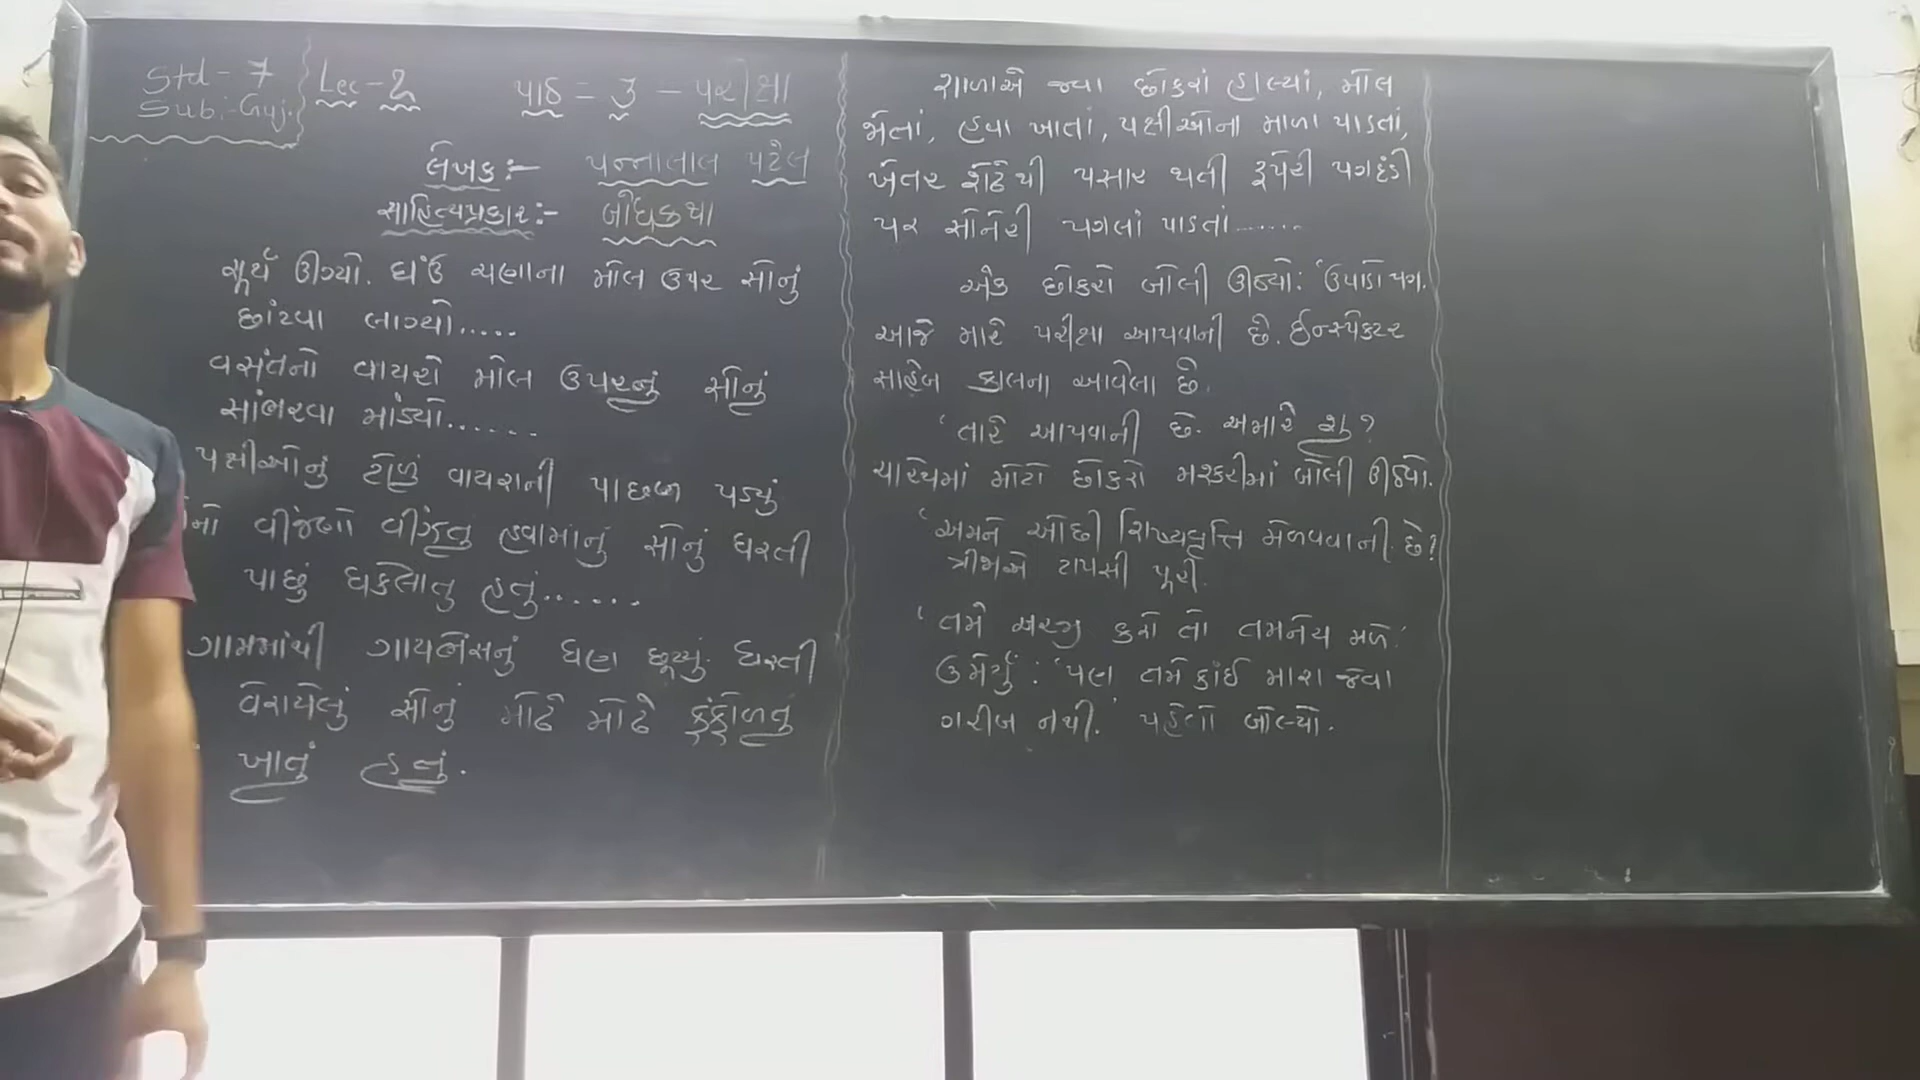 Std - 7
Sub:-Guj.
Lec - 2
પાઠ = ૩ - પરીક્ષા
લેખક:- પન્નાલાલ પટેલ
સાહિત્યપ્રકાર:- બોધકથા
સૂર્ય ઊગ્યો. ઘંઉ ચણાના મોલ ઉપર સોનું
છાંટવા લાગ્યો.....
વસંતનો વાયરો મોલ ઉપરનું સોનું
સાંભરવા માંડ્યો......
પક્ષીઓનું ટોળું વાયરાની પાછળ પડ્યું
વીંજણો વીંઝતુ હવામાંનું સોનું ધરતી
પાછું ધકેલાતુ હતું......
ગામમાંથી ગાયભેંસનું ધણ છૂટ્યું. ધરતી
વેરાયેલું સોનું મોઢે મોઢે ફંફોળતું
ખાતું હતું.
શાળાએ જવા છોકરાં હાલ્યાં, મોલ
ભેલતાં, હવા ખાતાં, પક્ષીઓના માળા પાડતાં,
ખેતર શેઢેથી પસાર થતી રૂપેરી પગદંડી
પર સોનેરી પગલાં પાડતાં.......
એક છોકરો બોલી ઊઠ્યો: 'ઉપાડો પગ.
આજે મારે પરીક્ષા આપવાની છે. ઈન્સ્પેક્ટર
સાહેબ કાલના આવેલા છે.
'તારે આપવાની છે. અમારે શુ?
ચારેયમાં મોટો છોકરો મશ્કરીમાં બોલી ઊઠ્યો.
'અમને ઓછી શિષ્યવૃત્તિ મેળવવાની છે?
ત્રીજાએ ટાપસી પૂરી.
'તમે કરો તો તમનેય મળે.'
ઉમેર્યું : 'પણ તમે કાંઈ મારા જેવા
ગરીબ નથી.' પહેલો બોલ્યો.